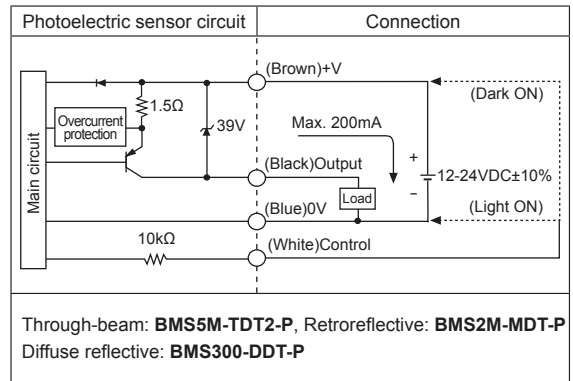 Photoelectric sensor circuit
Connection
(Brown)+V
(Dark ON)
1.5Ω
Overcurrent
protection
39V
Max. 200mA
Main circuit
(Black)Output
+
12-24VDC±10%
Load
−
(Blue)0V
(Light ON)
10kΩ
(White)Control
Through-beam: BMS5M-TDT2-P, Retroreflective: BMS2M-MDT-P
Diffuse reflective: BMS300-DDT-P